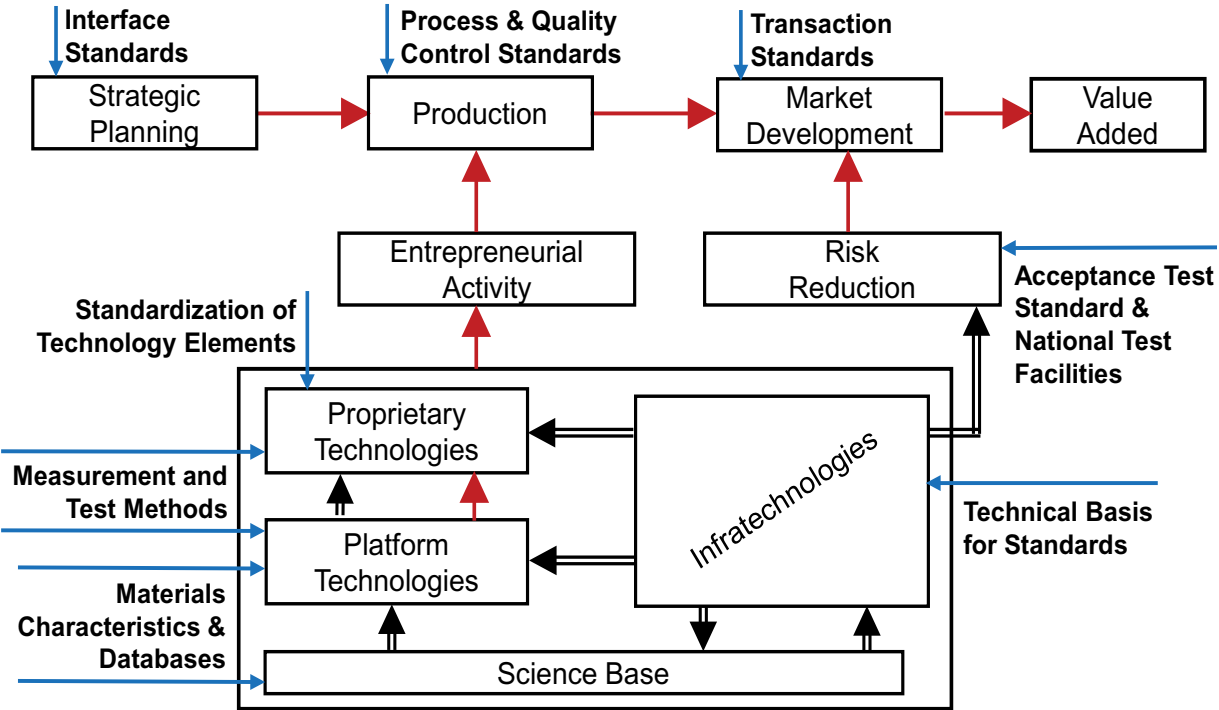 Interface
Standards
Process & Quality
Control Standards
Transaction
Standards
Strategic
Planning
Production
Market
Development
Value
Added
Entrepreneurial
Activity
Risk
Reduction
Acceptance Test
Standard &
National Test
Facilities
Standardization of
Technology Elements
Proprietary
Technologies
Infratechnologies
Measurement and
Test Methods
Technical Basis
for Standards
Platform
Technologies
Materials
Characteristics &
Databases
Science Base